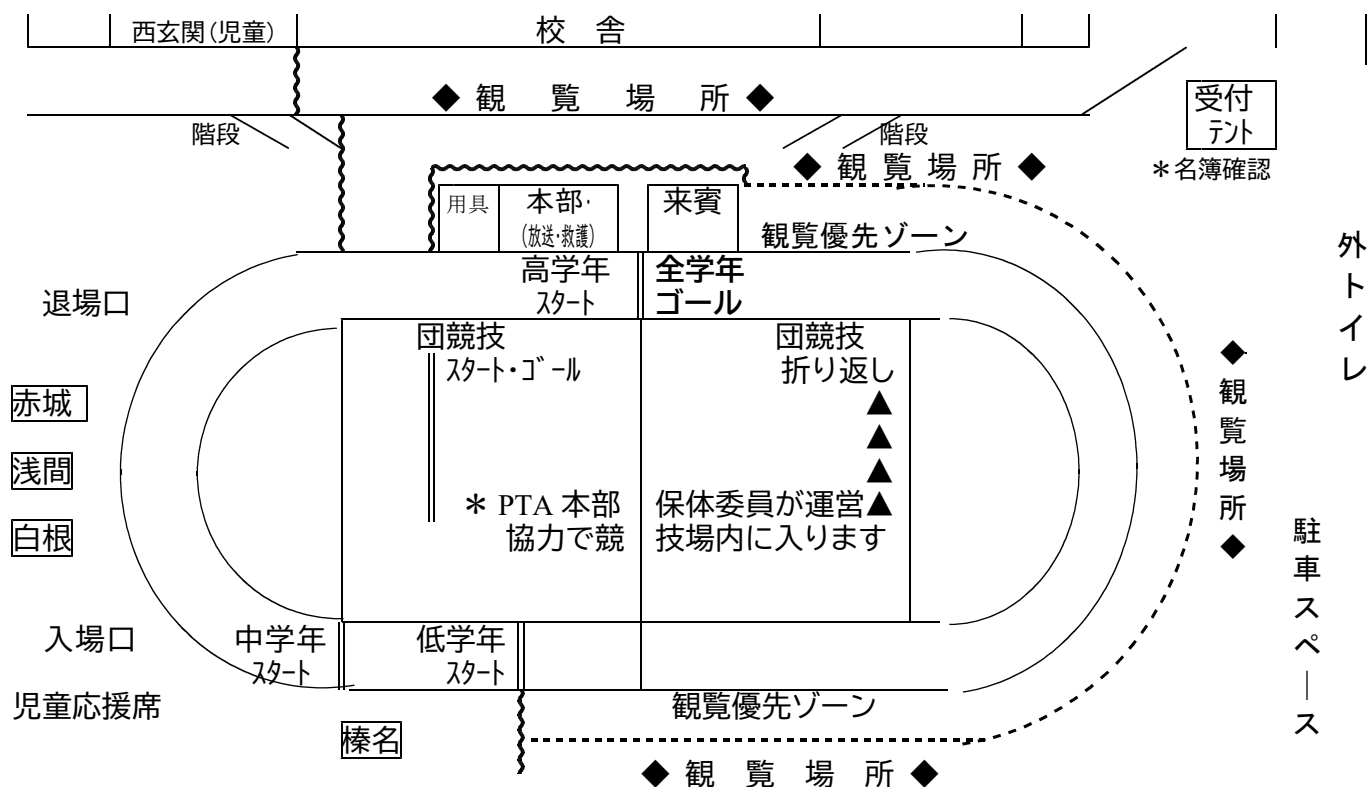 西玄関(児童)
校 舎
◆ 観 覧 場 所 ◆
受付
テント
＊名簿確認
階段
階段
◆ 観 覧 場 所 ◆
用具
本部・
(放送・救護)
来賓
観覧優先ゾーン
外トイレ
高学年
スタート
全学年
ゴール
退場口
団競技
スタート・ゴール
団競技
折り返し
▲
▲
▲
▲
赤城
浅間
白根
◆観覧場所◆
＊ PTA 本部 保体委員が運営
協力で競 技場内に入ります
駐車スペース
入場口
中学年
スタート
低学年
スタート
児童応援席
観覧優先ゾーン
榛名
◆ 観 覧 場 所 ◆